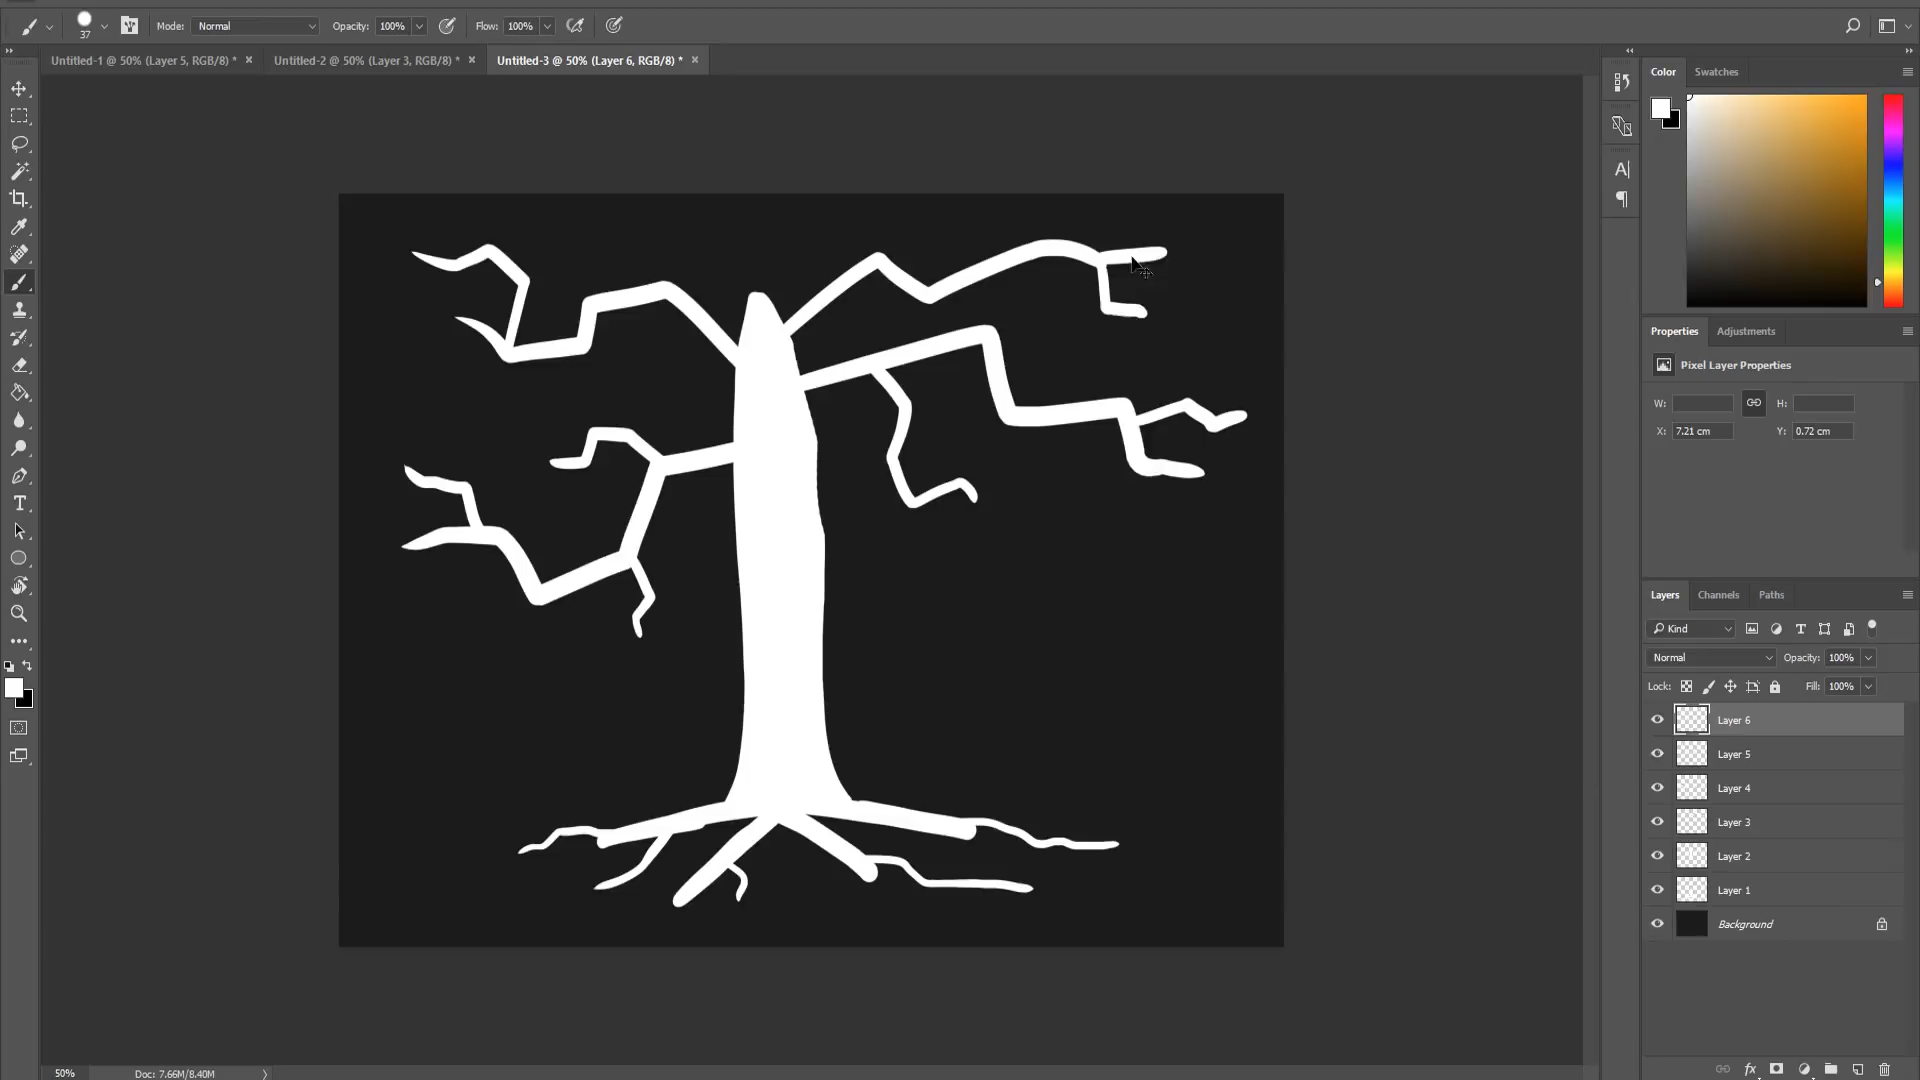 37
Mode: Normal Opacity: 100% Flow: 100%
Untitled-1 @ 50% (Layer 5, RGB/8) * × Untitled-2 @ 50% (Layer 3, RGB/8) * × Untitled-3 @ 50% (Layer 6, RGB/8) * ×
Color Swatches
Properties Adjustments
Pixel Layer Properties
W: H:
X: 7.21 cm Y: 0.72 cm
Layers Channels Paths
Kind
Normal Opacity: 100%
Lock: Fill: 100%
Layer 6
Layer 5
Layer 4
Layer 3
Layer 2
Layer 1
Background
50% Doc: 7.66M/8.40M